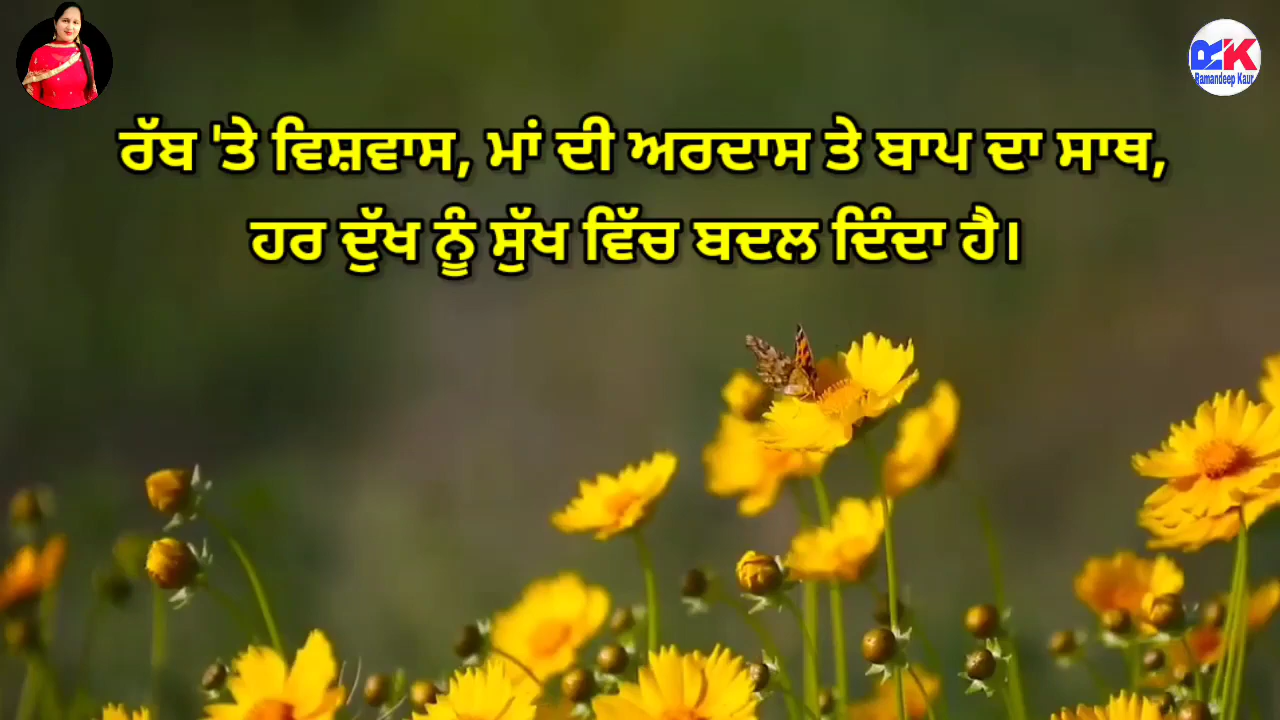 RK
Ramandeep Kaur
ਰੱਬ 'ਤੇ ਵਿਸ਼ਵਾਸ, ਮਾਂ ਦੀ ਅਰਦਾਸ ਤੇ ਬਾਪ ਦਾ ਸਾਥ,
ਹਰ ਦੁੱਖ ਨੂੰ ਸੁੱਖ ਵਿੱਚ ਬਦਲ ਦਿੰਦਾ ਹੈ।